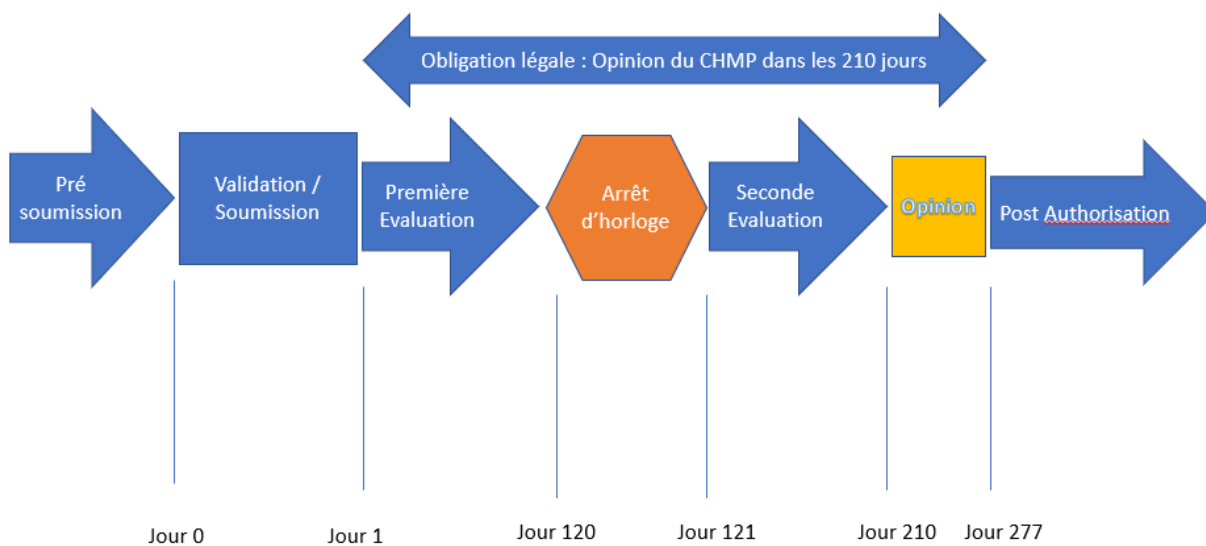 Obligation légale : Opinion du CHMP dans les 210 jours
Pré
soumission
Validation /
Soumission
Première
Evaluation
Arrêt
d’horloge
Seconde
Evaluation
Opinion
Post Authorisation
Jour 0
Jour 1
Jour 120
Jour 121
Jour 210
Jour 277